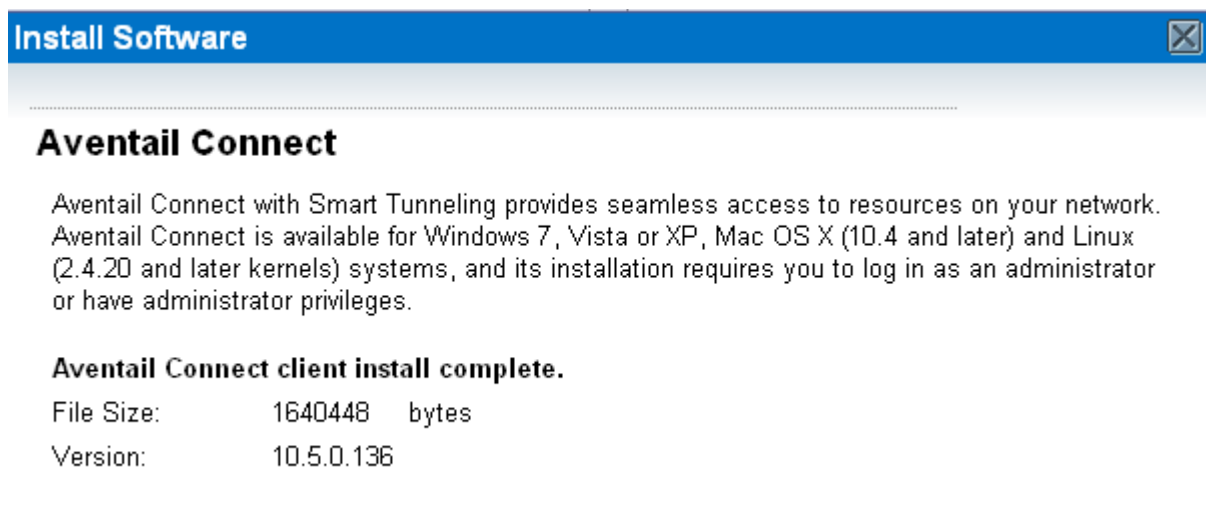 Install Software
Aventail Connect
Aventail Connect with Smart Tunneling provides seamless access to resources on your network.
Aventail Connect is available for Windows 7, Vista or XP, Mac OS X (10.4 and later) and Linux
(2.4.20 and later kernels) systems, and its installation requires you to log in as an administrator
or have administrator privileges.
Aventail Connect client install complete.
File Size: 1640448 bytes
Version: 10.5.0.136